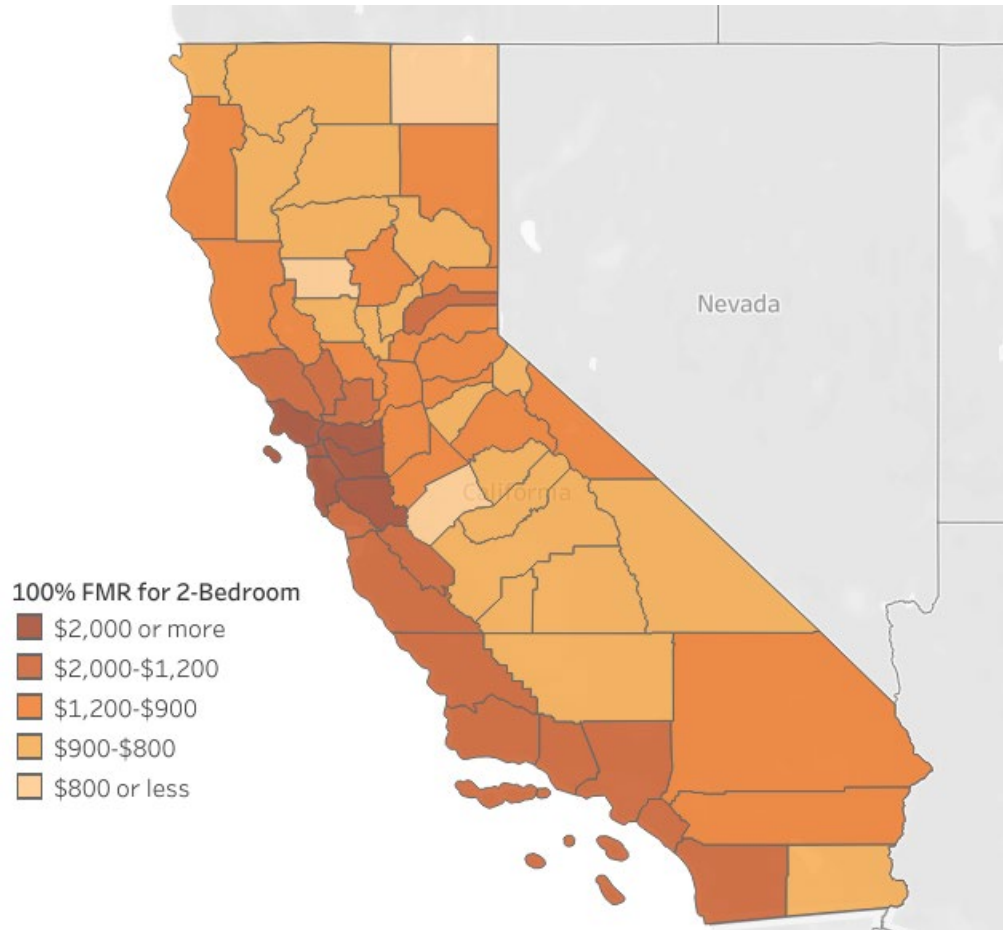 Nevada
California
100% FMR for 2-Bedroom
$2,000 or more
$2,000-$1,200
$1,200-$900
$900-$800
$800 or less